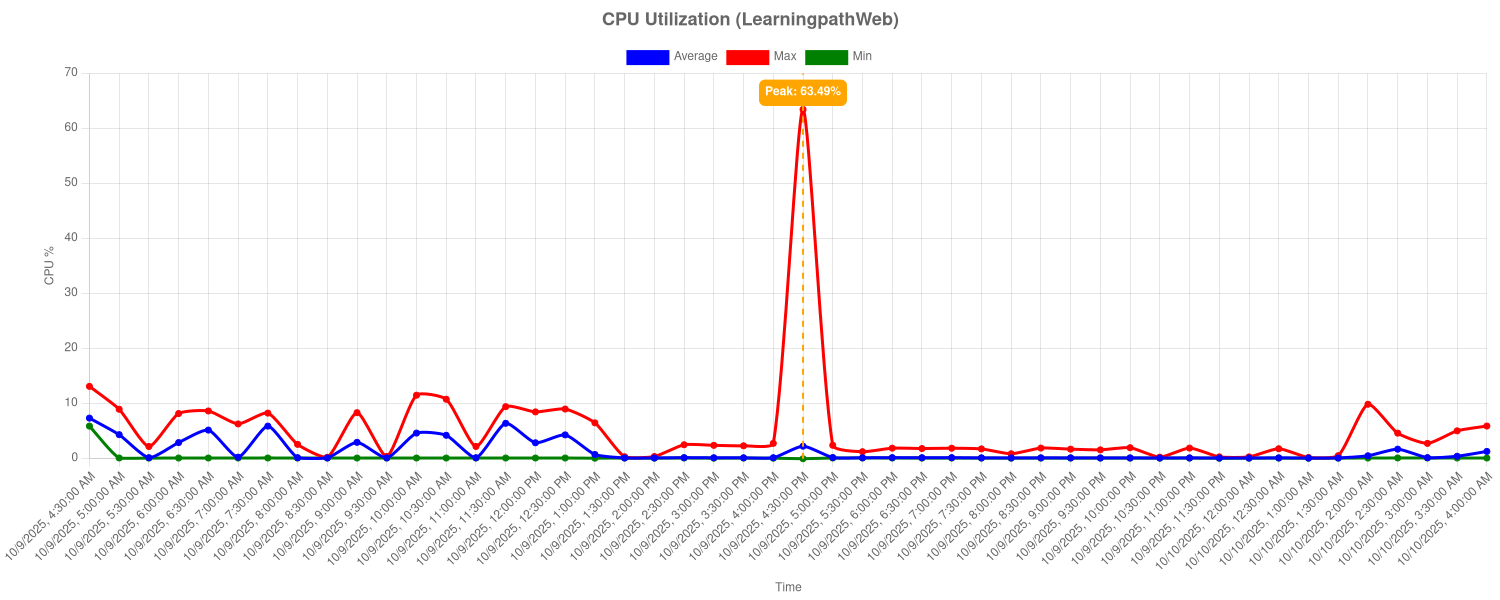 CPU Utilization (LearningpathWeb)
Average Max Min
Peak: 63.49%
70
60
50
40
30
20
10
0
CPU %
10/9/2025, 4:30:00 AM
10/9/2025, 5:00:00 AM
10/9/2025, 5:30:00 AM
10/9/2025, 6:00:00 AM
10/9/2025, 6:30:00 AM
10/9/2025, 7:00:00 AM
10/9/2025, 7:30:00 AM
10/9/2025, 8:00:00 AM
10/9/2025, 8:30:00 AM
10/9/2025, 9:00:00 AM
10/9/2025, 9:30:00 AM
10/9/2025, 10:00:00 AM
10/9/2025, 10:30:00 AM
10/9/2025, 11:00:00 AM
10/9/2025, 11:30:00 AM
10/9/2025, 12:00:00 PM
10/9/2025, 12:30:00 PM
10/9/2025, 1:00:00 PM
10/9/2025, 1:30:00 PM
10/9/2025, 2:00:00 PM
10/9/2025, 2:30:00 PM
10/9/2025, 3:00:00 PM
10/9/2025, 3:30:00 PM
10/9/2025, 4:00:00 PM
10/9/2025, 4:30:00 PM
10/9/2025, 5:00:00 PM
10/9/2025, 5:30:00 PM
10/9/2025, 6:00:00 PM
10/9/2025, 6:30:00 PM
10/9/2025, 7:00:00 PM
10/9/2025, 7:30:00 PM
10/9/2025, 8:00:00 PM
10/9/2025, 8:30:00 PM
10/9/2025, 9:00:00 PM
10/9/2025, 9:30:00 PM
10/9/2025, 10:00:00 PM
10/9/2025, 10:30:00 PM
10/9/2025, 11:00:00 PM
10/9/2025, 11:30:00 PM
10/10/2025, 12:00:00 AM
10/10/2025, 12:30:00 AM
10/10/2025, 1:00:00 AM
10/10/2025, 1:30:00 AM
10/10/2025, 2:00:00 AM
10/10/2025, 2:30:00 AM
10/10/2025, 3:00:00 AM
10/10/2025, 3:30:00 AM
10/10/2025, 4:00:00 AM
Time